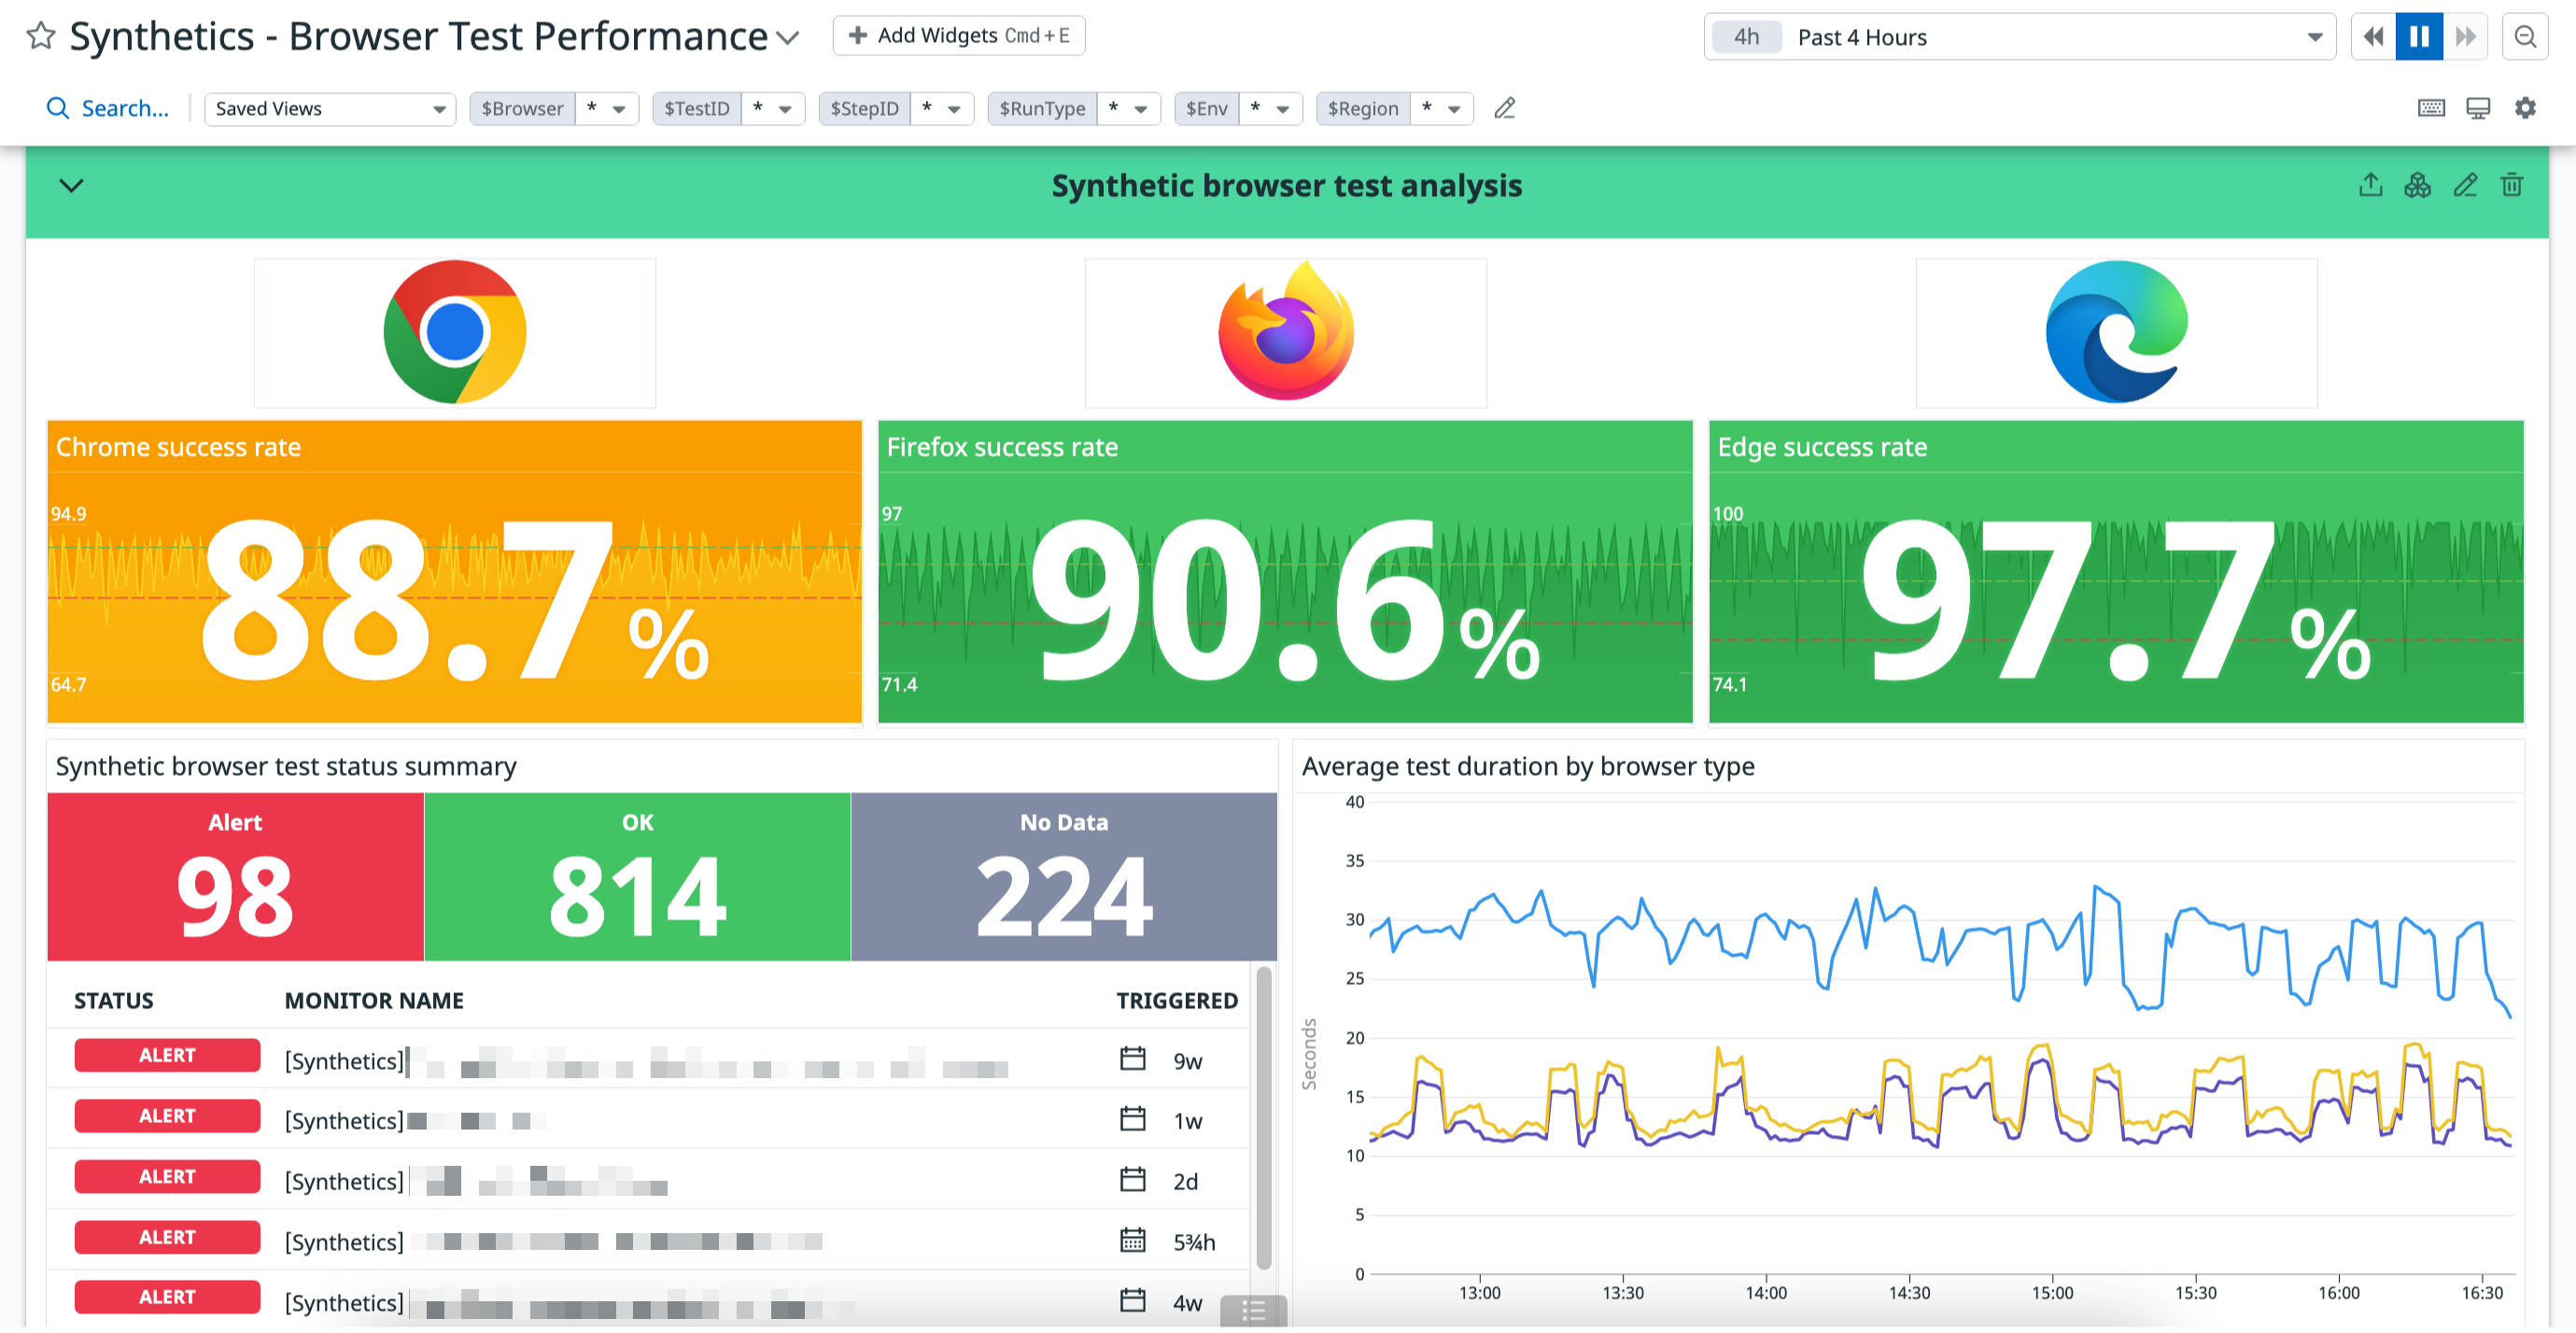 Synthetics - Browser Test Performance
Add Widgets Cmd+E
4h Past 4 Hours
Search...
Saved Views
$Browser *
$TestID *
$StepID *
$RunType *
$Env *
$Region *
Synthetic browser test analysis
Chrome success rate
94.9
88.7%
64.7
Firefox success rate
97
90.6%
71.4
Edge success rate
100
97.7%
74.1
Synthetic browser test status summary
Alert
98
OK
814
No Data
224
STATUS MONITOR NAME TRIGGERED
ALERT [Synthetics] 9w
ALERT [Synthetics] 1w
ALERT [Synthetics] 2d
ALERT [Synthetics] 5¾h
ALERT [Synthetics] 4w
Average test duration by browser type
Seconds
40
35
30
25
20
15
10
5
0
13:00 13:30 14:00 14:30 15:00 15:30 16:00 16:30